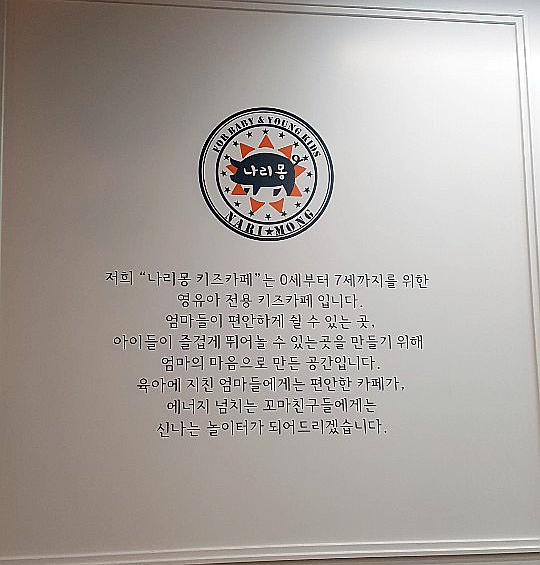 FOR BABY & YOUNG KIDS
나리몽
NARI★MONG
저희 “나리몽 키즈카페”는 0세부터 7세까지를 위한
영유아 전용 키즈카페 입니다.
엄마들이 편안하게 쉴 수 있는 곳,
아이들이 즐겁게 뛰어놀 수 있는곳을 만들기 위해
엄마의 마음으로 만든 공간입니다.
육아에 지친 엄마들에게는 편안한 카페가,
에너지 넘치는 꼬마친구들에게는
신나는 놀이터가 되어드리겠습니다.